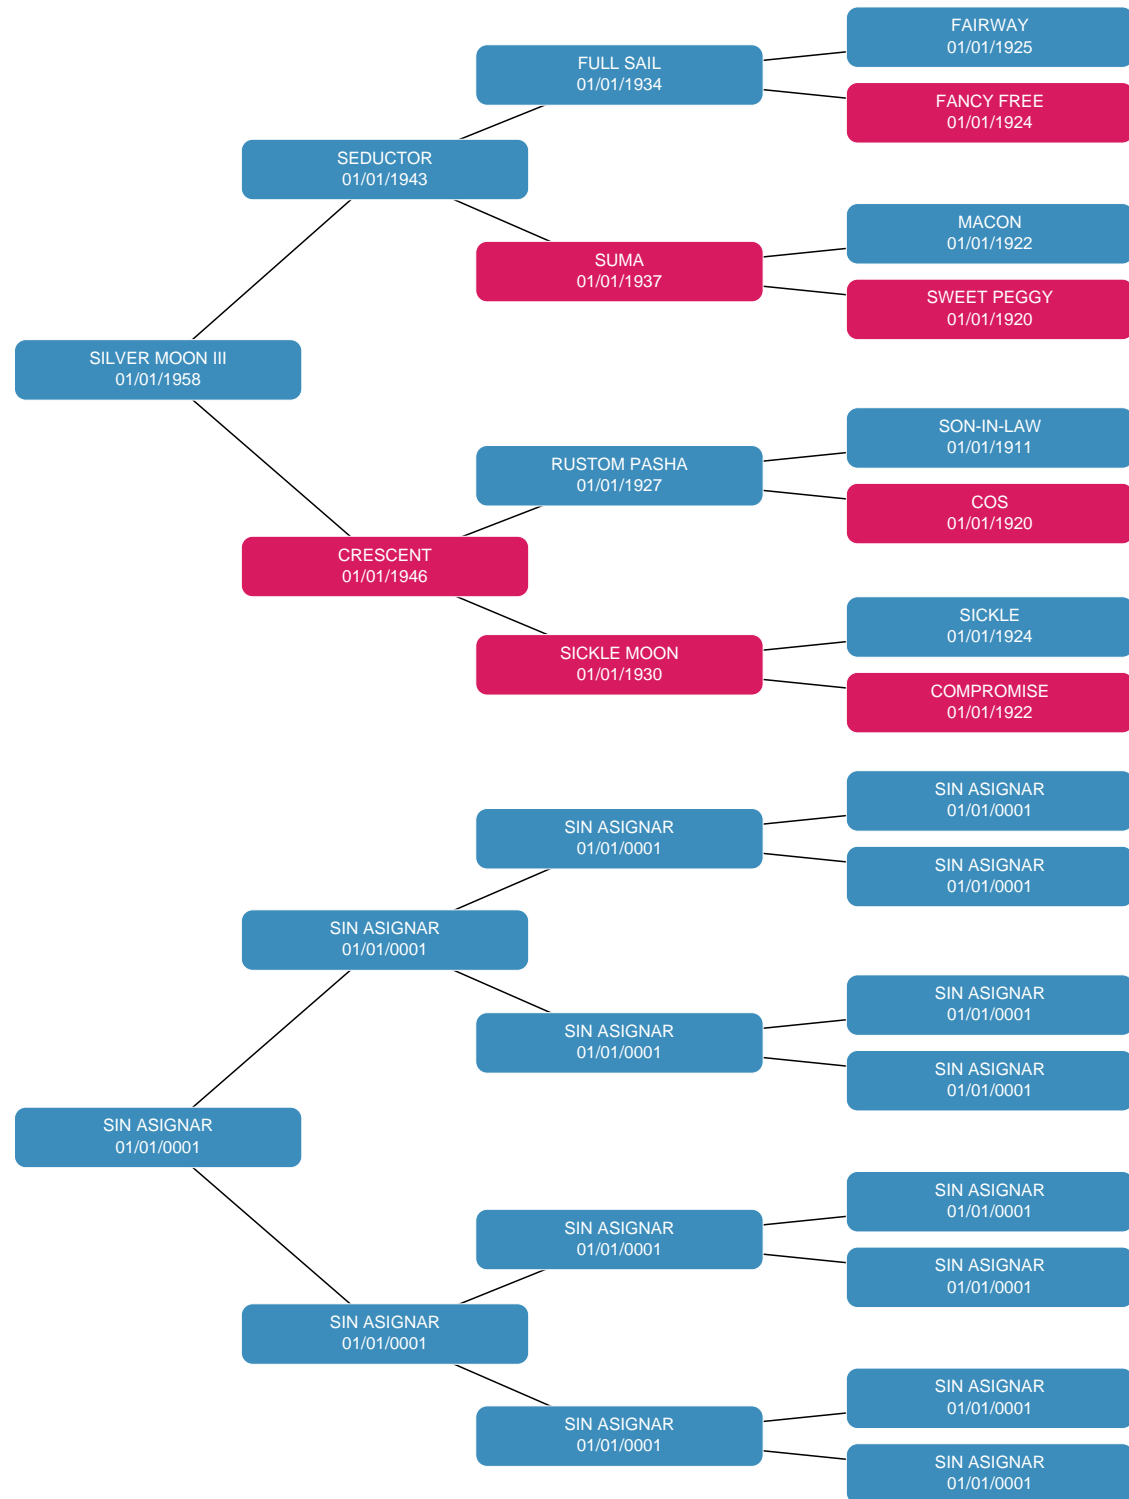 FAIRWAY
01/01/1925
FULL SAIL
01/01/1934
FANCY FREE
01/01/1924
SEDUCTOR
01/01/1943
MACON
01/01/1922
SUMA
01/01/1937
SWEET PEGGY
01/01/1920
SILVER MOON III
01/01/1958
SON-IN-LAW
01/01/1911
RUSTOM PASHA
01/01/1927
COS
01/01/1920
CRESCENT
01/01/1946
SICKLE
01/01/1924
SICKLE MOON
01/01/1930
COMPROMISE
01/01/1922
SIN ASIGNAR
01/01/0001
SIN ASIGNAR
01/01/0001
SIN ASIGNAR
01/01/0001
SIN ASIGNAR
01/01/0001
SIN ASIGNAR
01/01/0001
SIN ASIGNAR
01/01/0001
SIN ASIGNAR
01/01/0001
SIN ASIGNAR
01/01/0001
SIN ASIGNAR
01/01/0001
SIN ASIGNAR
01/01/0001
SIN ASIGNAR
01/01/0001
SIN ASIGNAR
01/01/0001
SIN ASIGNAR
01/01/0001
SIN ASIGNAR
01/01/0001
SIN ASIGNAR
01/01/0001